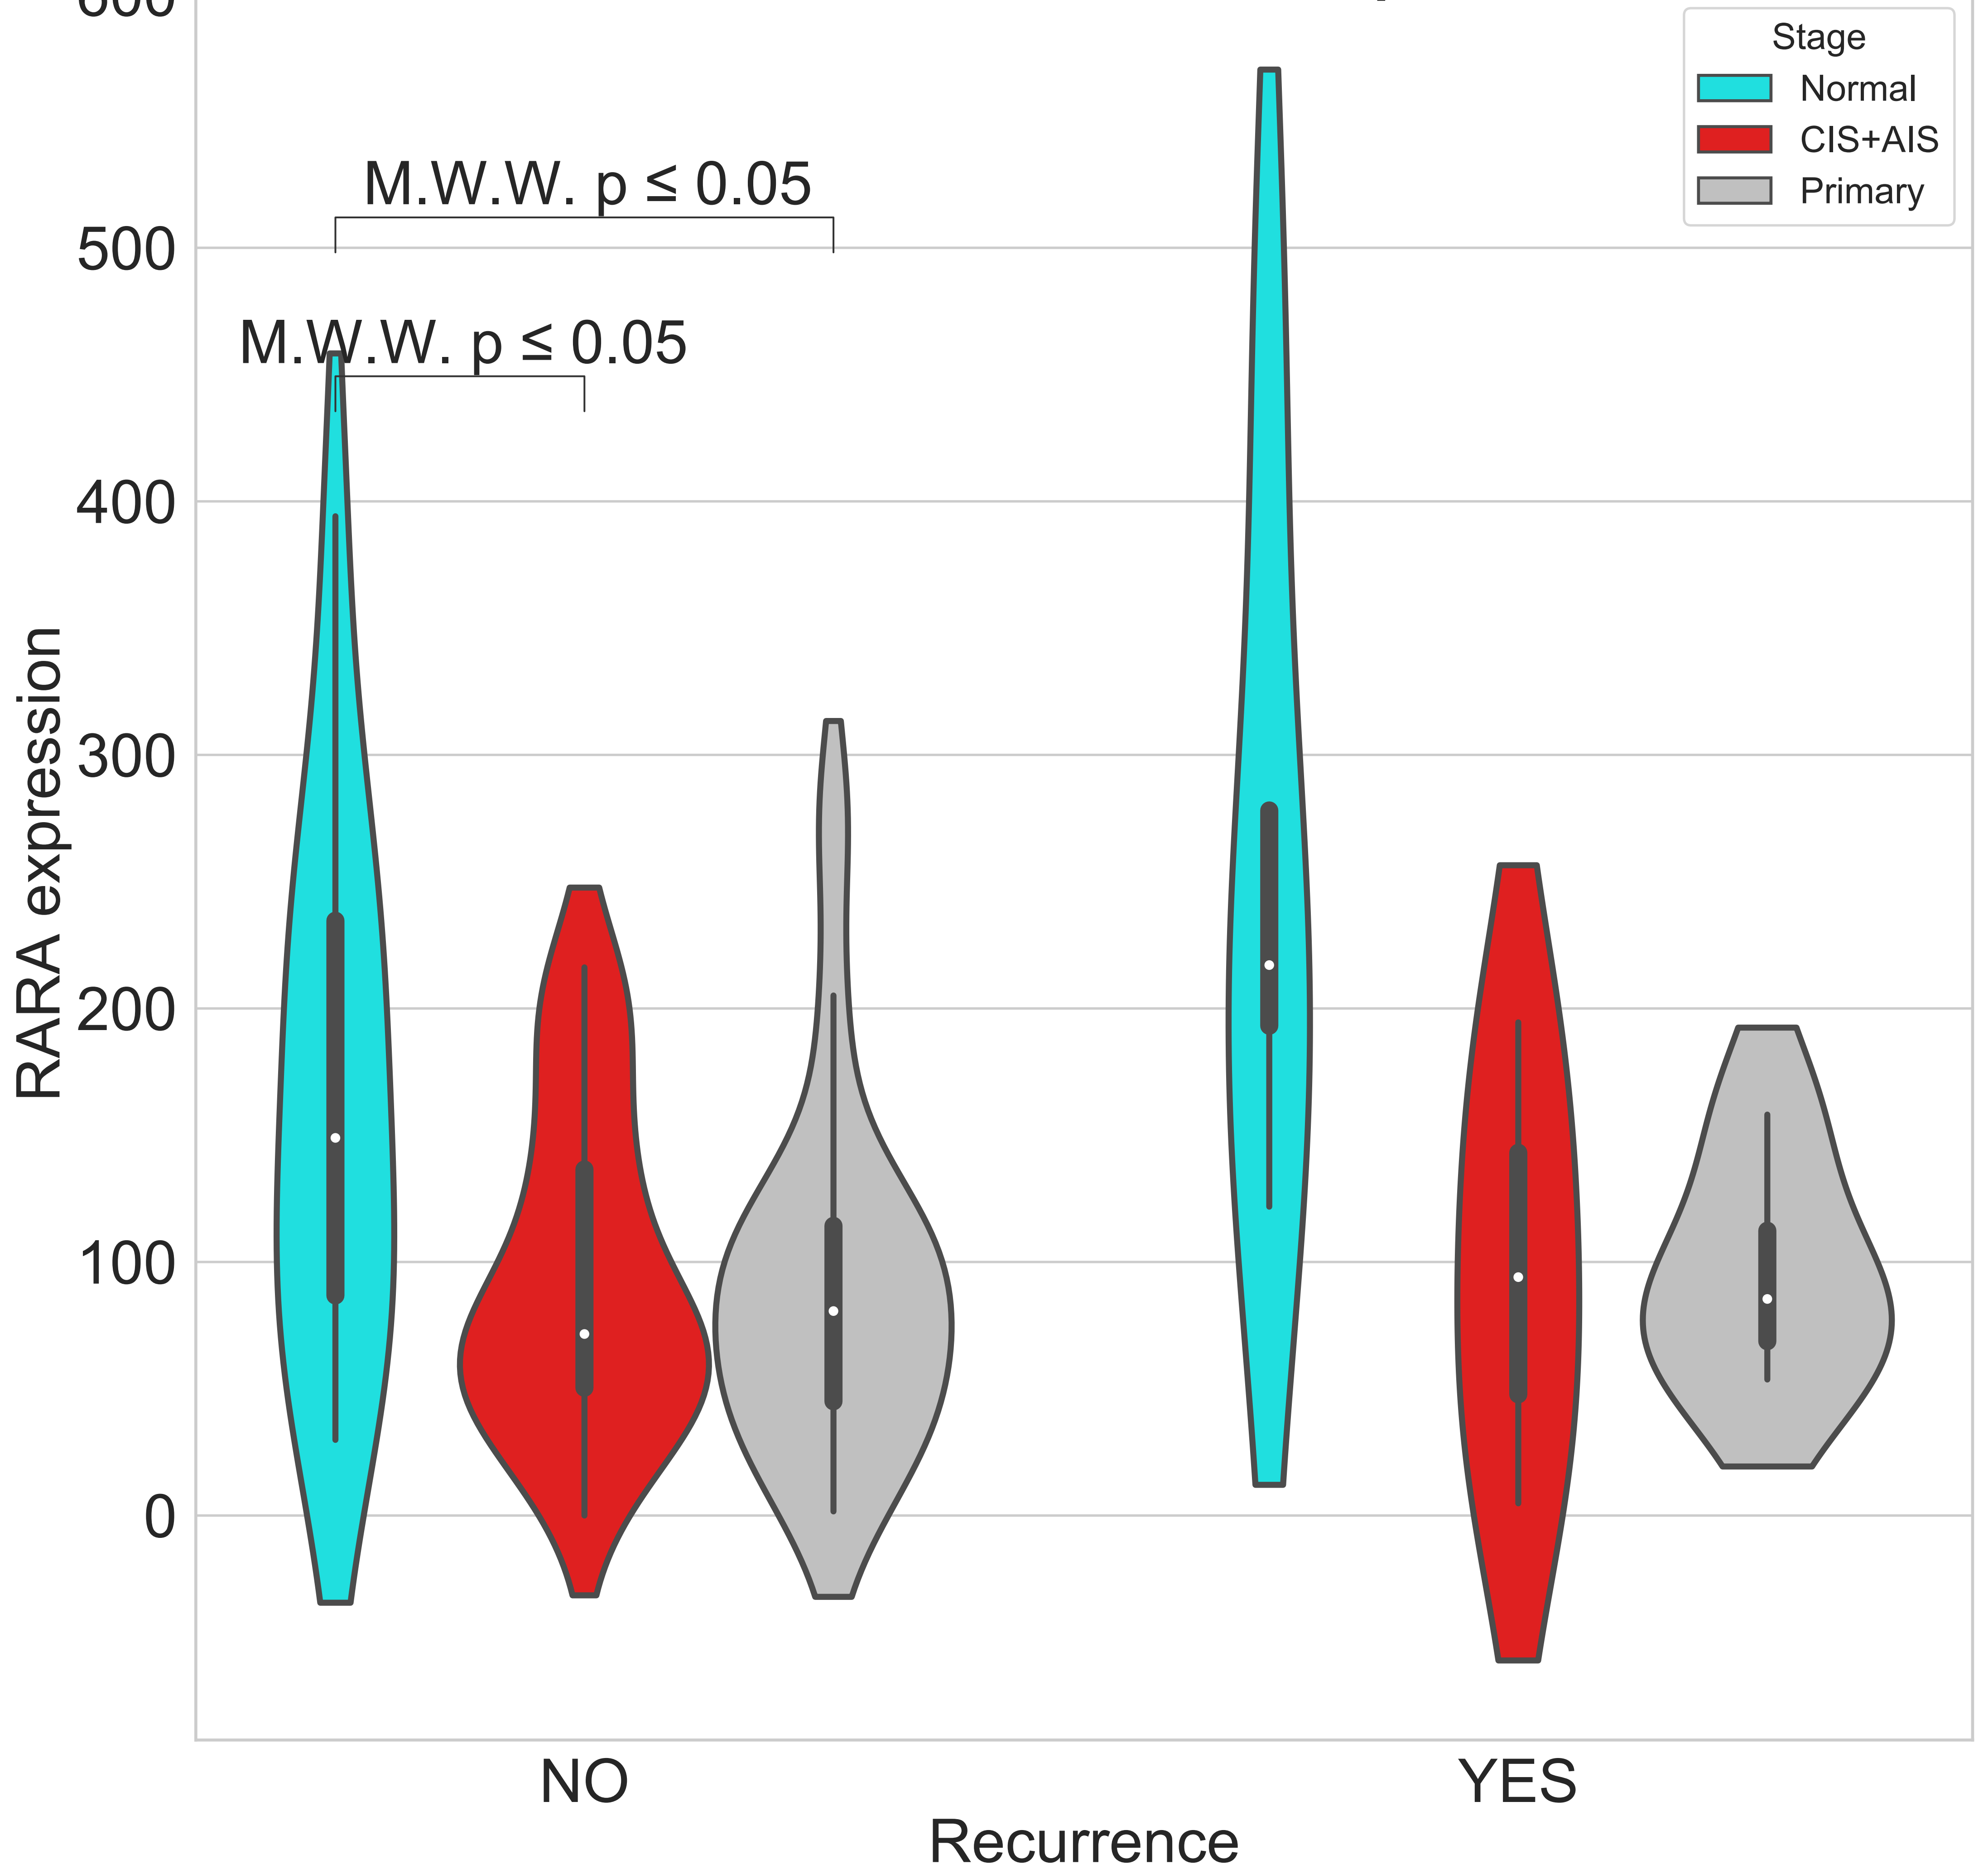 600
Stage
Normal
CIS+AIS
Primary
M.W.W. p ≤ 0.05
500
M.W.W. p ≤ 0.05
400
300
200
100
0
RARA expression
NO
YES
Recurrence